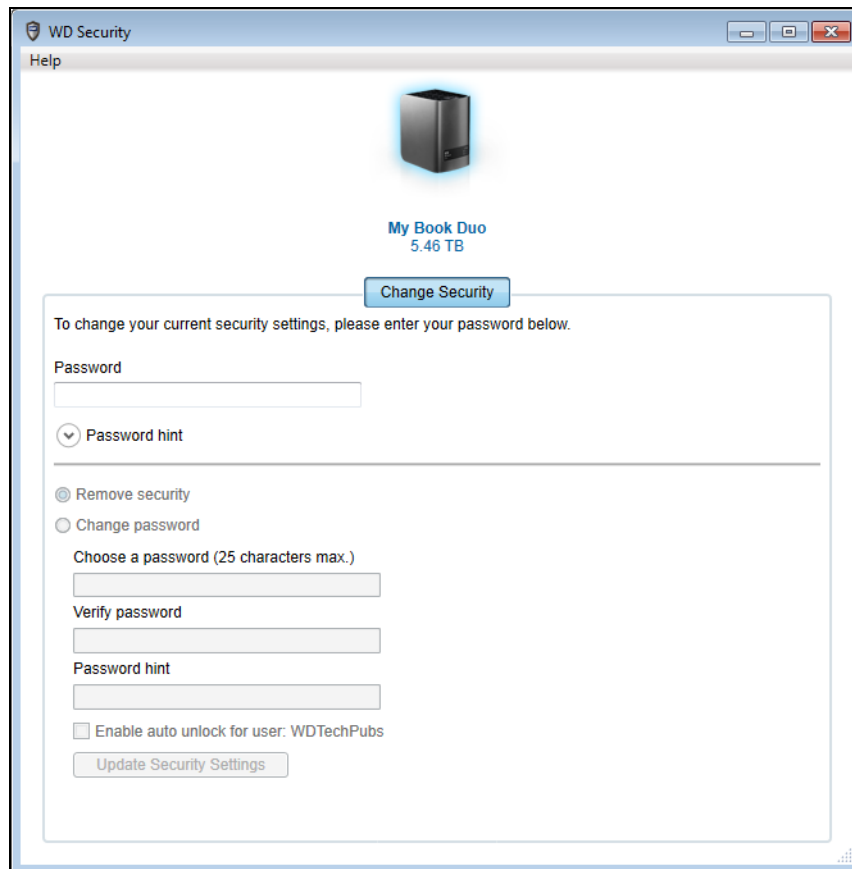 WD Security
Help
My Book Duo
5.46 TB
Change Security
To change your current security settings, please enter your password below.
Password
Password hint
Remove security
Change password
Choose a password (25 characters max.)
Verify password
Password hint
Enable auto unlock for user: WDTechPubs
Update Security Settings